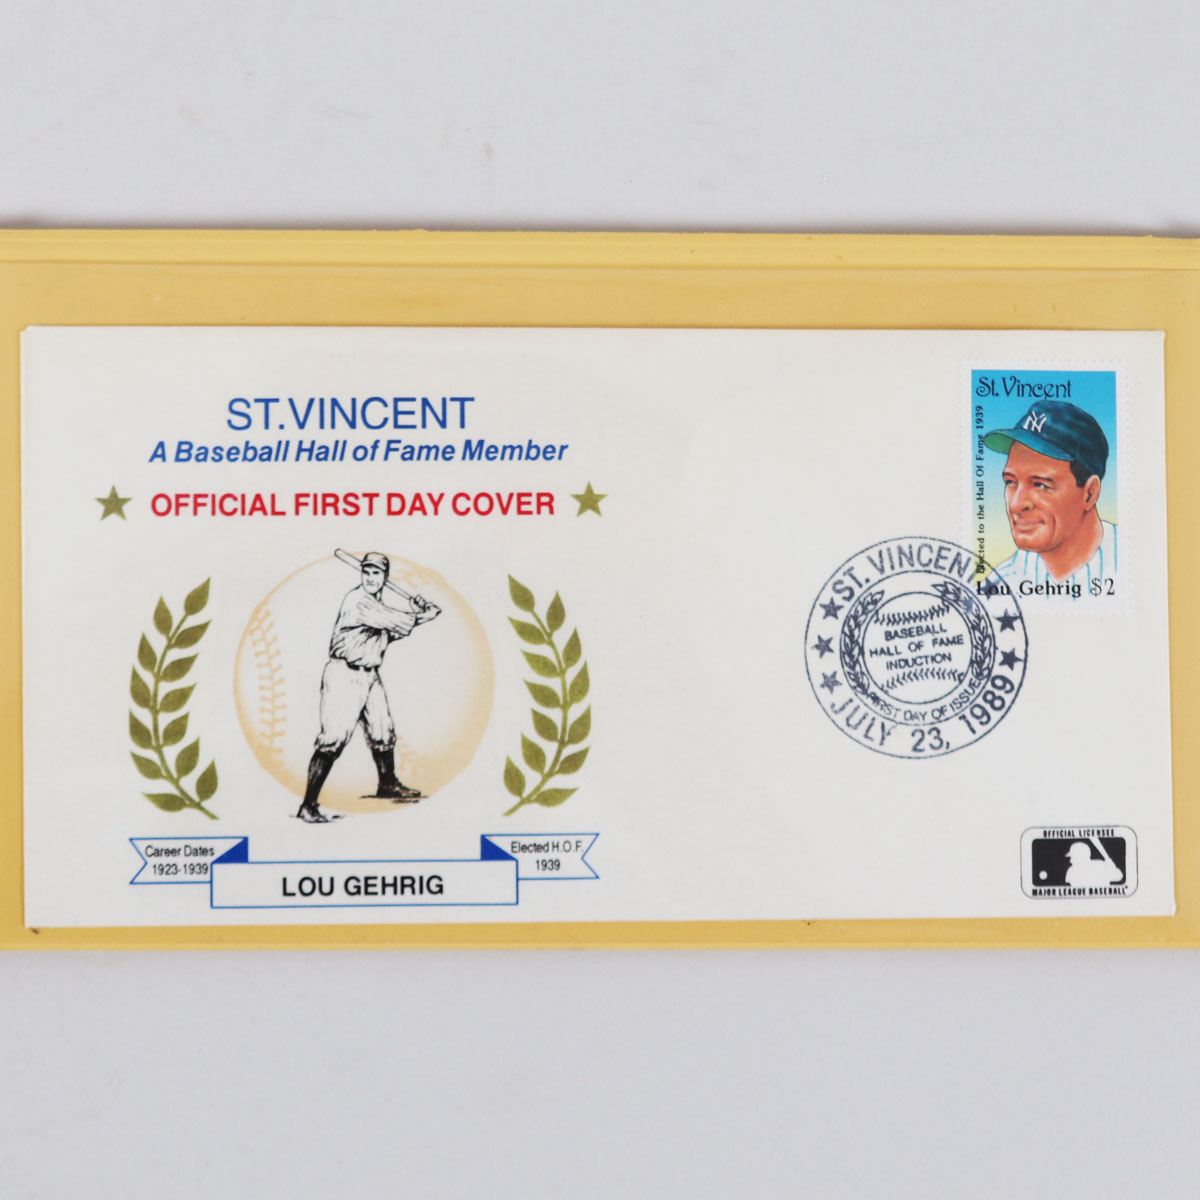 ST.VINCENT
A Baseball Hall of Fame Member
OFFICIAL FIRST DAY COVER
Career Dates
1923-1939
Elected H.O.F.
1939
LOU GEHRIG
St. Vincent
NY
Elected to the Hall Of Fame 1939
Lou Gehrig $2
ST. VINCENT
BASEBALL
HALL OF FAME
INDUCTION
FIRST DAY OF ISSUE
JULY 23, 1989
OFFICIAL LICENSEE
MAJOR LEAGUE BASEBALL